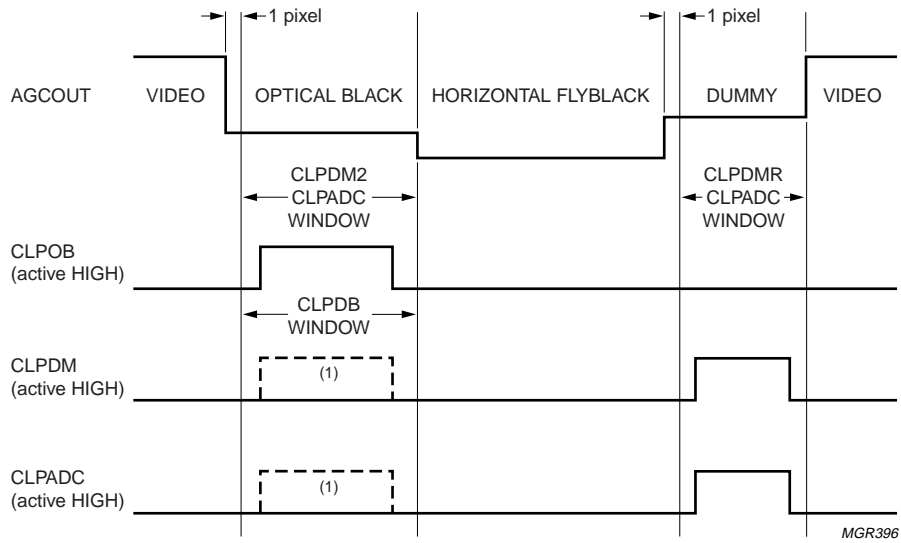 1 pixel
1 pixel
AGCOUT
VIDEO
OPTICAL BLACK
HORIZONTAL FLYBLACK
DUMMY
VIDEO
CLPDM2
CLPADC
WINDOW
CLPDMR
CLPADC
WINDOW
CLPOB
(active HIGH)
CLPDB
WINDOW
CLPDM
(active HIGH)
(1)
CLPADC
(active HIGH)
(1)
MGR396